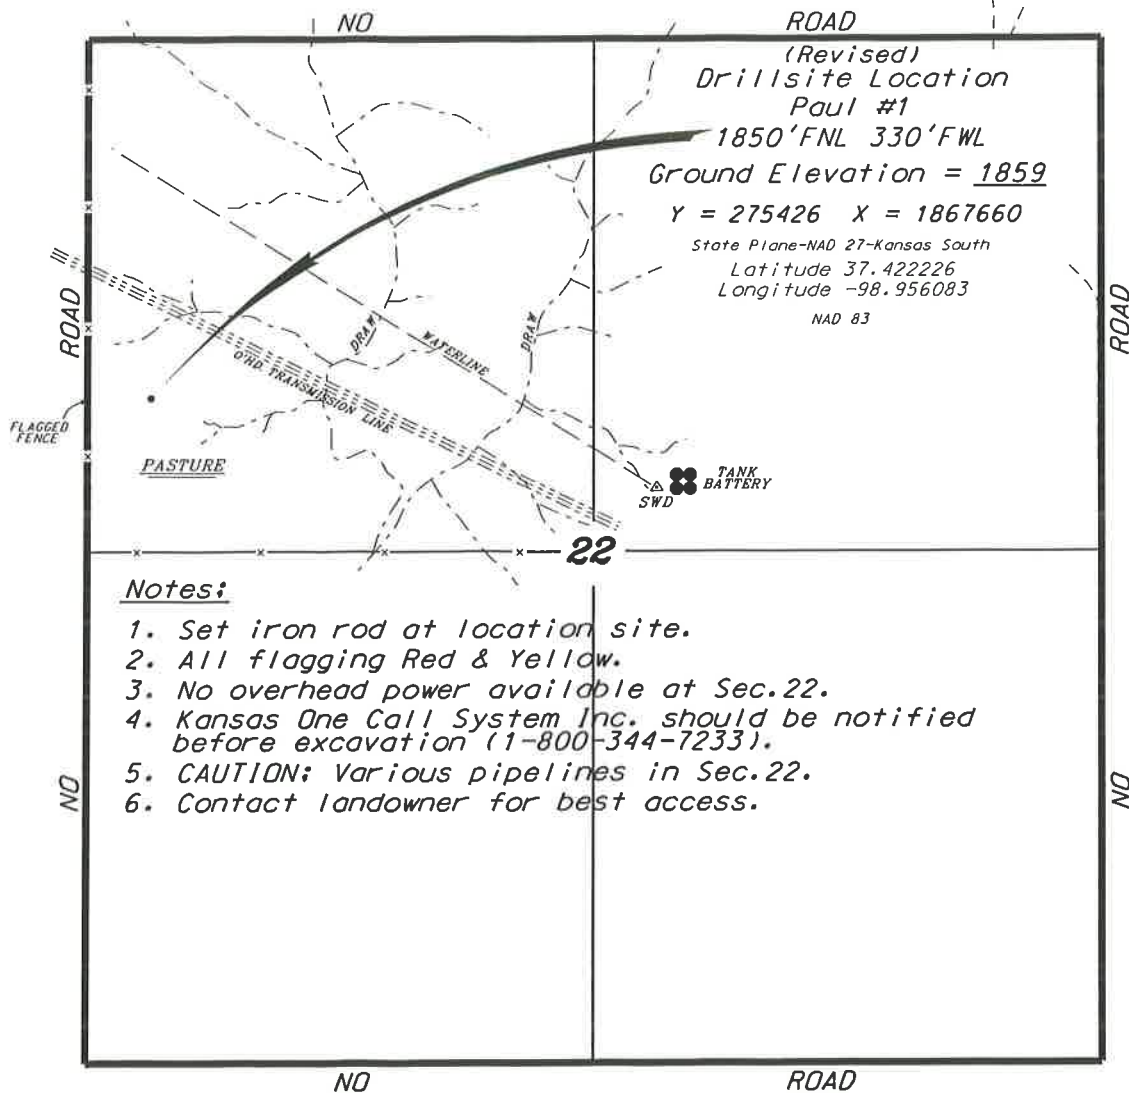 NO ROAD
(Revised)
Drillsite Location
Paul #1
1850'FNL 330'FWL
Ground Elevation = 1859
Y = 275426 X = 1867660
State Plane-NAD 27-Kansas South
Latitude 37.422226
Longitude -98.956083
NAD 83
ROAD
ROAD
DRAW
DRAW
WATERLINE
O'HD. TRANSMISSION LINE
FLAGGED
FENCE
PASTURE
TANK
BATTERY
SWD
22
Notes:
1. Set iron rod at location site.
2. All flagging Red & Yellow.
3. No overhead power available at Sec.22.
4. Kansas One Call System Inc. should be notified
before excavation (1-800-344-7233).
5. CAUTION: Various pipelines in Sec.22.
6. Contact landowner for best access.
NO
NO
NO ROAD